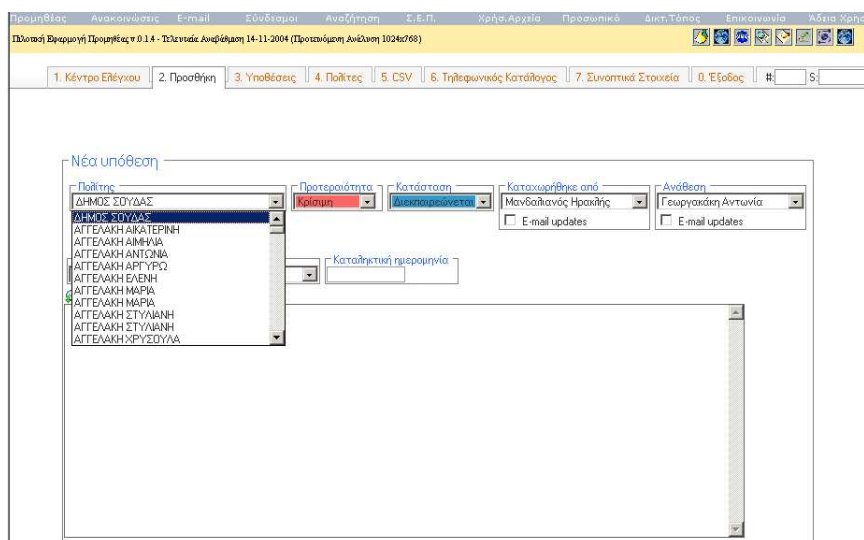 Προμηθέας Ανακοινώσεις E-mail Σύνδεσμοι Αναζήτηση Σ.Ε.Π. Χρήσ.Αρχεία Προσωπικό Δικτ.Τόπος Επικοινωνία Άδεια Χρησ
Πιλοτική Εφαρμογή Προμηθέας π 0.1.4 - Τελευταία Αναβάθμιση 14-11-2004 (Προτεινόμενη Ανάλυση 1024x768)
1. Κέντρο Ελέγχου 2. Προσθήκη 3. Υποθέσεις 4. Πολίτες 5. CSV 6. Τηλεφωνικός Κατάλογος 7. Συνοπτικά Στοιχεία 0. Έξοδος #: S:
Νέα υπόθεση
Πολίτης Προτεραιότητα Κατάσταση Καταχωρήθηκε από Ανάθεση
ΔΗΜΟΣ ΣΟΥΔΑΣ Κρίσιμη Διεκπαιρεώνεται Μανδαλιανός Ηρακλής Γεωργακάκη Αντωνία
E-mail updates E-mail updates
ΔΗΜΟΣ ΣΟΥΔΑΣ
ΑΓΓΕΛΑΚΗ ΑΙΚΑΤΕΡΙΝΗ
ΑΓΓΕΛΑΚΗ ΑΙΜΗΛΙΑ
ΑΓΓΕΛΑΚΗ ΑΝΤΩΝΙΑ
ΑΓΓΕΛΑΚΗ ΑΡΓΥΡΩ
ΑΓΓΕΛΑΚΗ ΕΛΕΝΗ
ΑΓΓΕΛΑΚΗ ΜΑΡΙΑ
ΑΓΓΕΛΑΚΗ ΜΑΡΙΑ
ΑΓΓΕΛΑΚΗ ΣΤΥΛΙΑΝΗ
ΑΓΓΕΛΑΚΗ ΣΤΥΛΙΑΝΗ
ΑΓΓΕΛΑΚΗ ΧΡΥΣΟΥΛΑ
Καταληκτική ημερομηνία